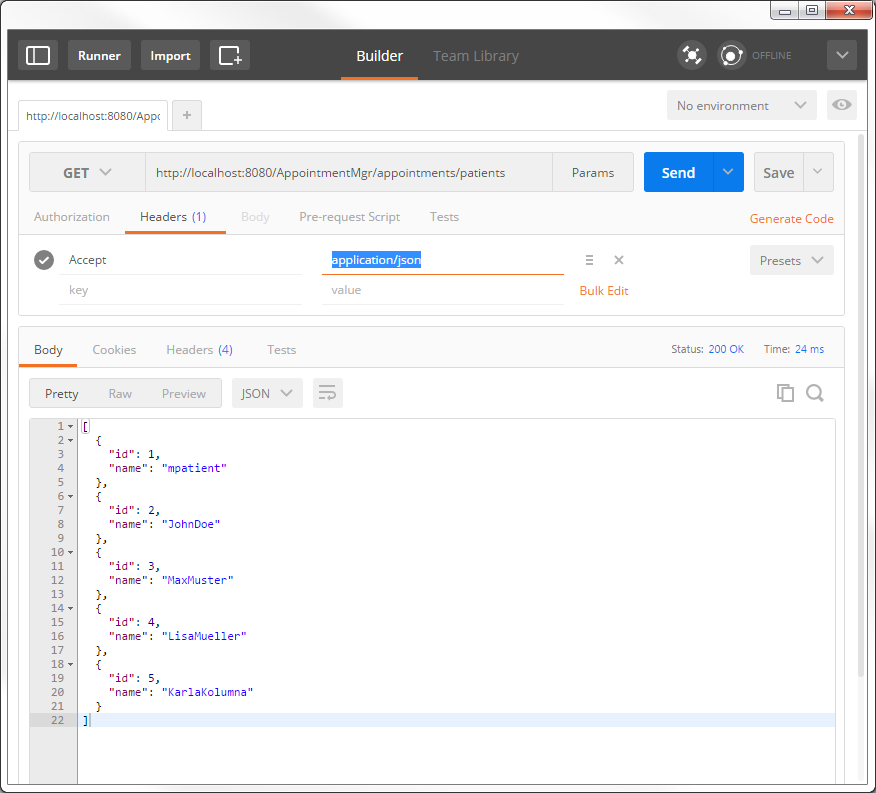 Runner Import Builder Team Library OFFLINE
http://localhost:8080/Appo + No environment
GET http://localhost:8080/AppointmentMgr/appointments/patients Params Send Save
Authorization Headers (1) Body Pre-request Script Tests Generate Code
Accept application/json Presets
key value Bulk Edit
Body Cookies Headers (4) Tests Status: 200 OK Time: 24 ms
Pretty Raw Preview JSON
1 [
2 {
3 "id": 1,
4 "name": "mpatient"
5 },
6 {
7 "id": 2,
8 "name": "JohnDoe"
9 },
10 {
11 "id": 3,
12 "name": "MaxMuster"
13 },
14 {
15 "id": 4,
16 "name": "LisaMueller"
17 },
18 {
19 "id": 5,
20 "name": "KarlaKolumna"
21 }
22 ]